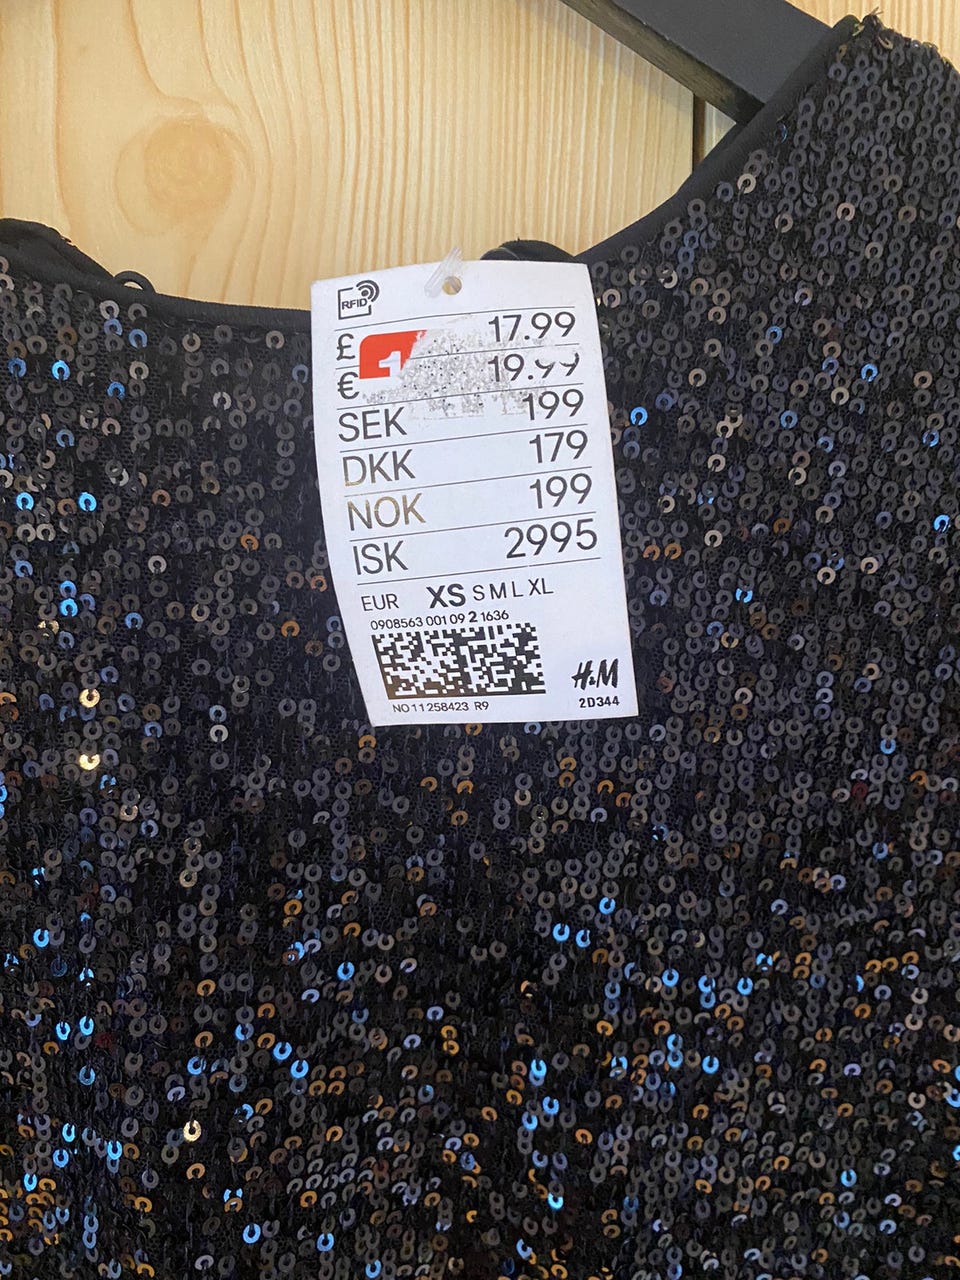 RFID
£ 1 17.99
€ 19.99
SEK 199
DKK 179
NOK 199
ISK 2995
EUR XS S M L XL
0908563 001 09 2 1636
H&M
NO11258423 R9 2D344